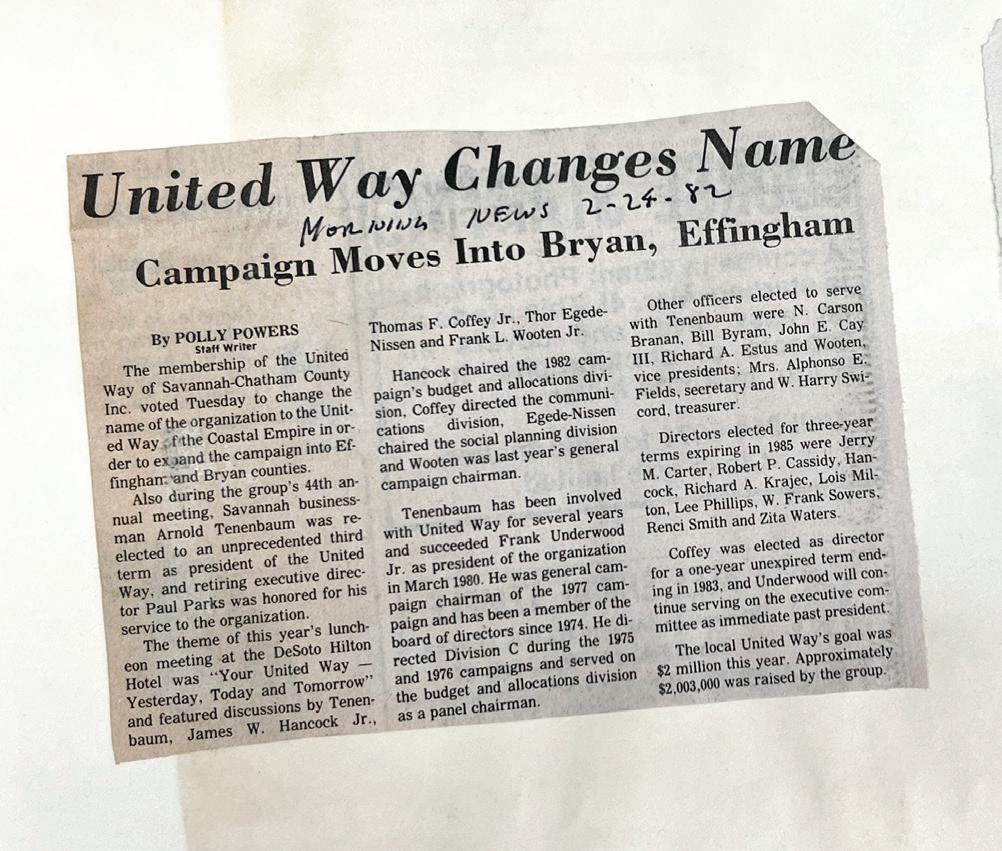 United Way Changes Name
MORNING NEWS 2-24-82
Campaign Moves Into Bryan, Effingham
By POLLY POWERS
Staff Writer
The membership of the United
Way of Savannah-Chatham County
Inc. voted Tuesday to change the
name of the organization to the Unit-
ed Way of the Coastal Empire in or-
der to expand the campaign into Ef-
fingham and Bryan counties.
Also during the group's 44th an-
nual meeting, Savannah business-
man Arnold Tenenbaum was re-
elected to an unprecedented third
term as president of the United
Way, and retiring executive direc-
tor Paul Parks was honored for his
service to the organization.
The theme of this year's lunch-
eon meeting at the DeSoto Hilton
Hotel was "Your United Way —
Yesterday, Today and Tomorrow"
and featured discussions by Tenen-
baum, James W. Hancock Jr.,
Thomas F. Coffey Jr., Thor Egede-
Nissen and Frank L. Wooten Jr.
Hancock chaired the 1982 cam-
paign's budget and allocations divi-
sion, Coffey directed the communi-
cations division, Egede-Nissen
chaired the social planning division
and Wooten was last year's general
campaign chairman.
Tenenbaum has been involved
with United Way for several years
and succeeded Frank Underwood
Jr. as president of the organization
in March 1980. He was general cam-
paign chairman of the 1977 cam-
paign and has been a member of the
board of directors since 1974. He di-
rected Division C during the 1975
and 1976 campaigns and served on
the budget and allocations division
as a panel chairman.
Other officers elected to serve
with Tenenbaum were N. Carson
Branan, Bill Byram, John E. Cay
III, Richard A. Estus and Wooten,
vice presidents; Mrs. Alphonso E.
Fields, secretary and W. Harry Swi-
cord, treasurer.
Directors elected for three-year
terms expiring in 1985 were Jerry
M. Carter, Robert P. Cassidy, Han-
cock, Richard A. Krajec, Lois Mil-
ton, Lee Phillips, W. Frank Sowers,
Renci Smith and Zita Waters.
Coffey was elected as director
for a one-year unexpired term end-
ing in 1983, and Underwood will con-
tinue serving on the executive com-
mittee as immediate past president.
The local United Way's goal was
$2 million this year. Approximately
$2,003,000 was raised by the group.